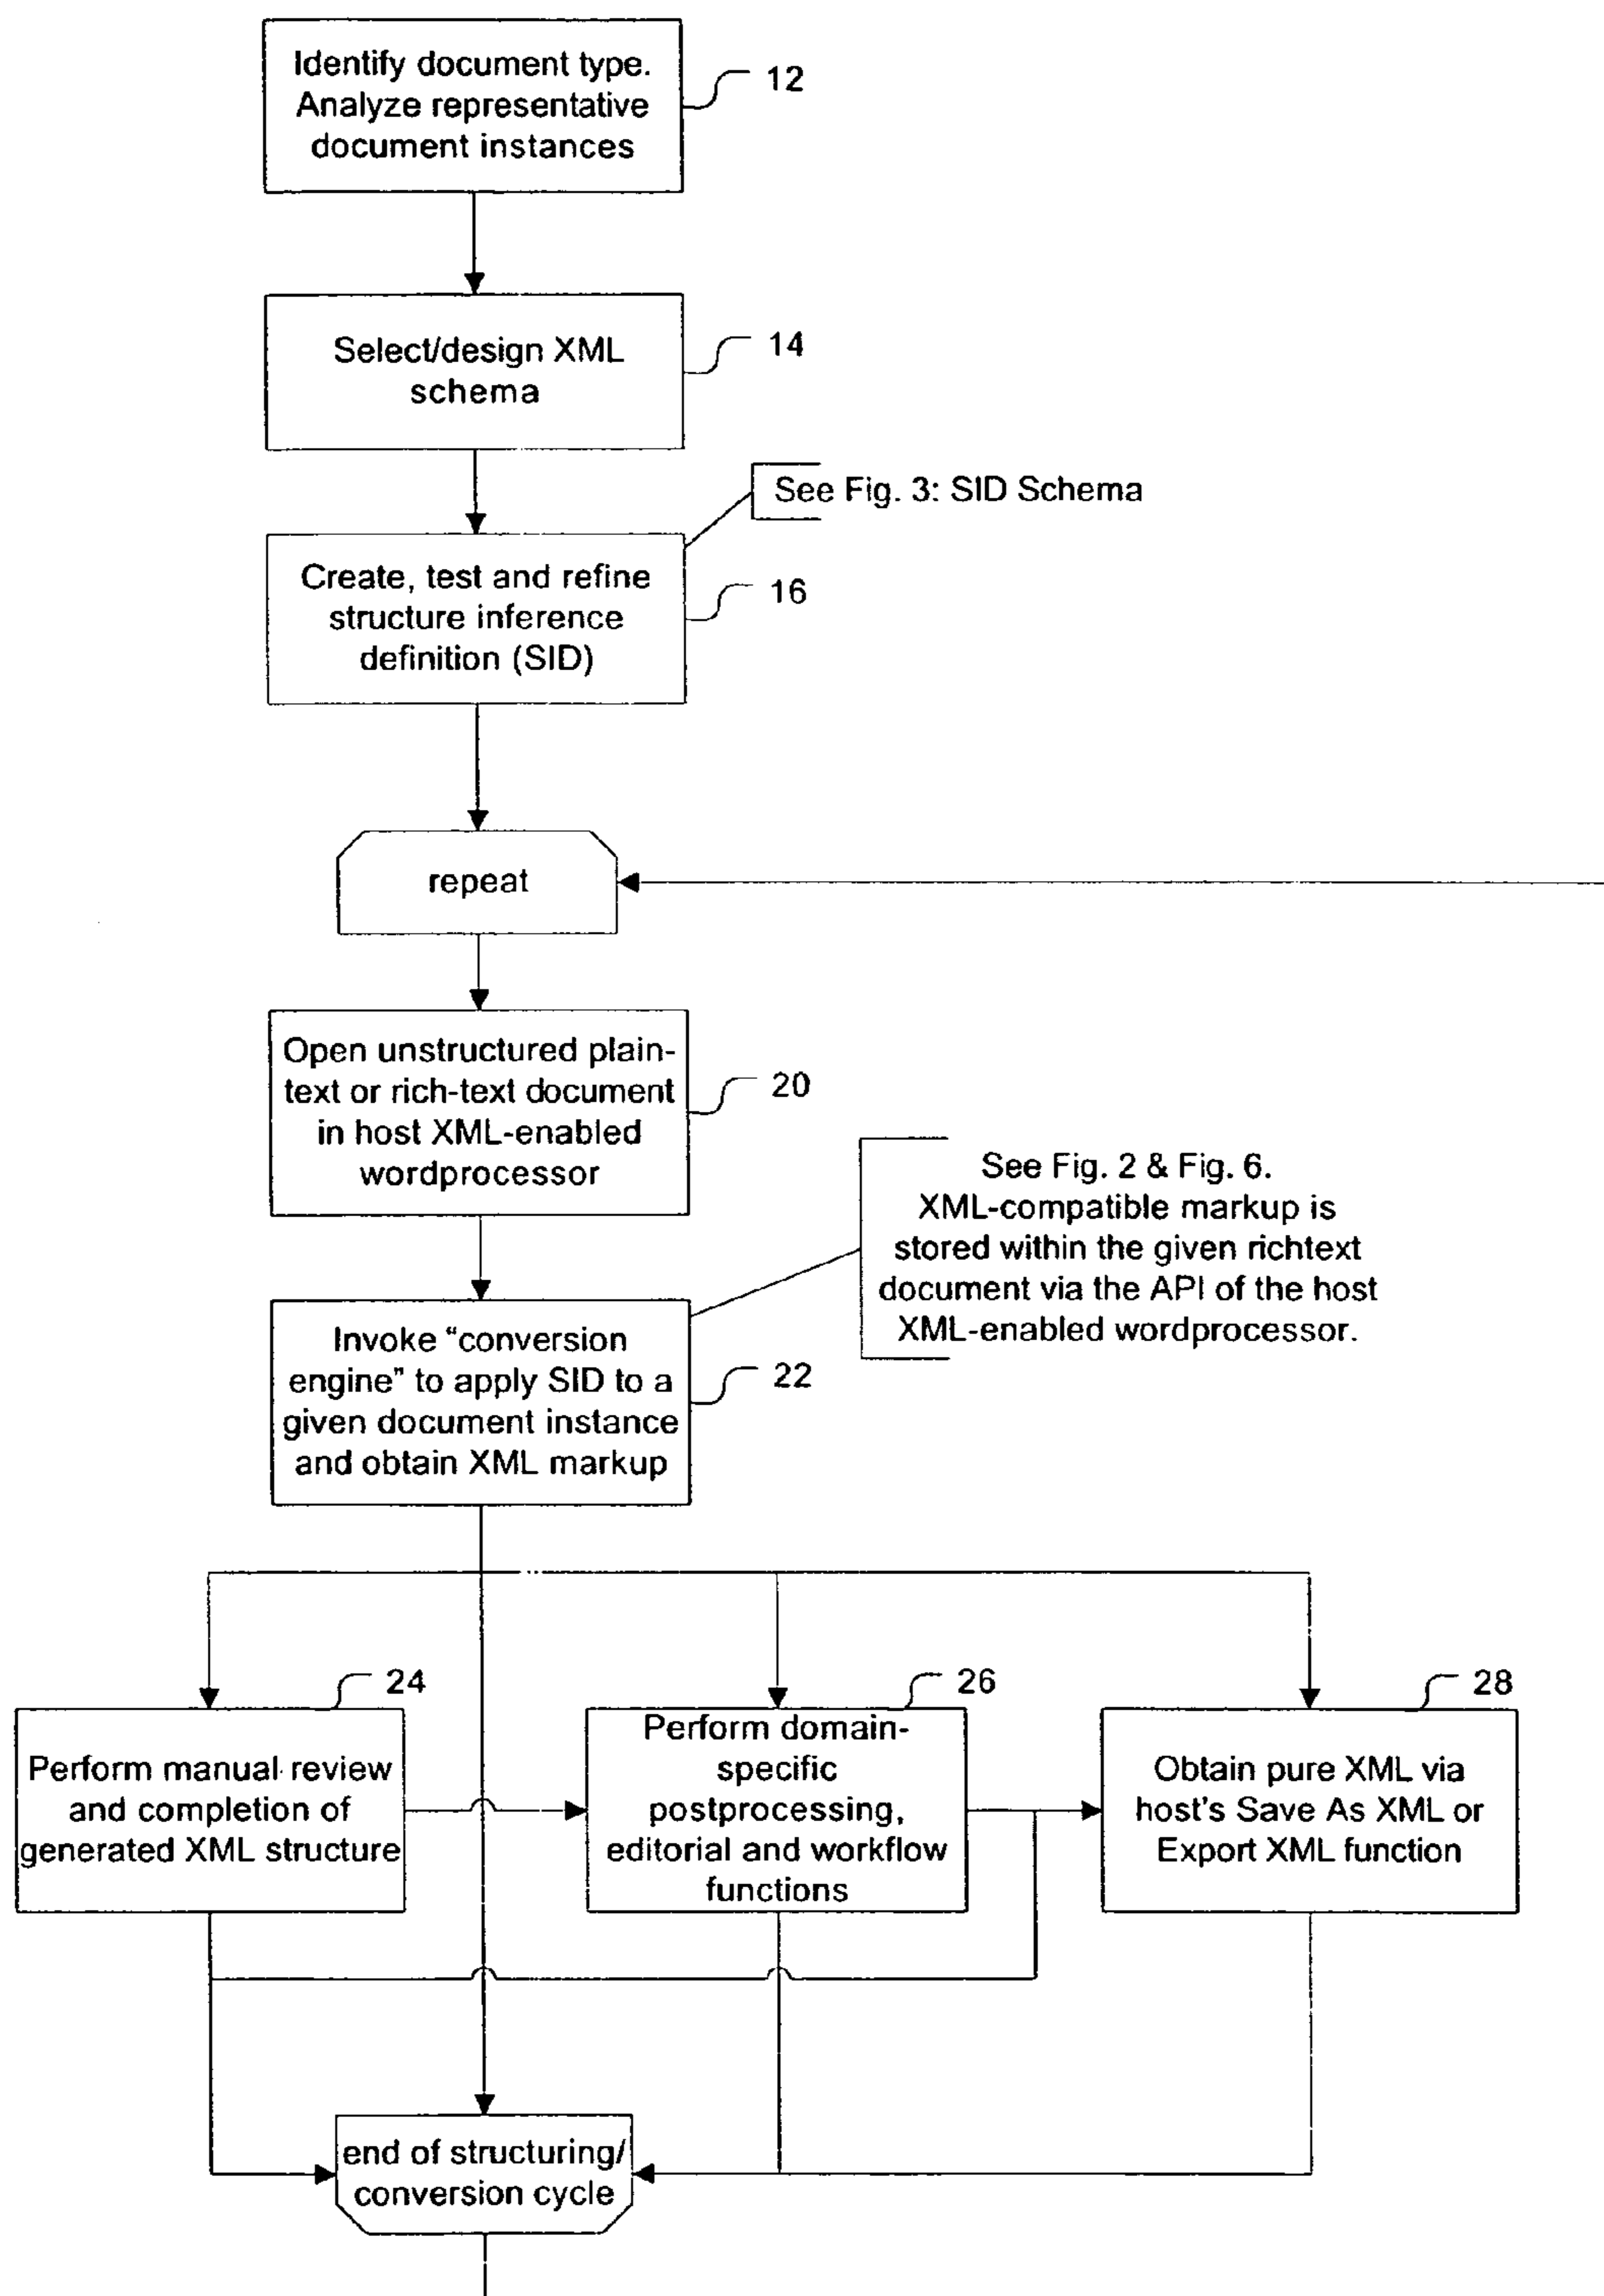 Identify document type.
Analyze representative
document instances
12
Select/design XML
schema
14
See Fig. 3: SID Schema
Create, test and refine
structure inference
definition (SID)
16
repeat
Open unstructured plain-
text or rich-text document
in host XML-enabled
wordprocessor
20
See Fig. 2 & Fig. 6.
XML-compatible markup is
stored within the given richtext
document via the API of the host
XML-enabled wordprocessor.
Invoke “conversion
engine” to apply SID to a
given document instance
and obtain XML markup
22
24
Perform manual review
and completion of
generated XML structure
26
Perform domain-
specific
postprocessing,
editorial and workflow
functions
28
Obtain pure XML via
host's Save As XML or
Export XML function
end of structuring/
conversion cycle